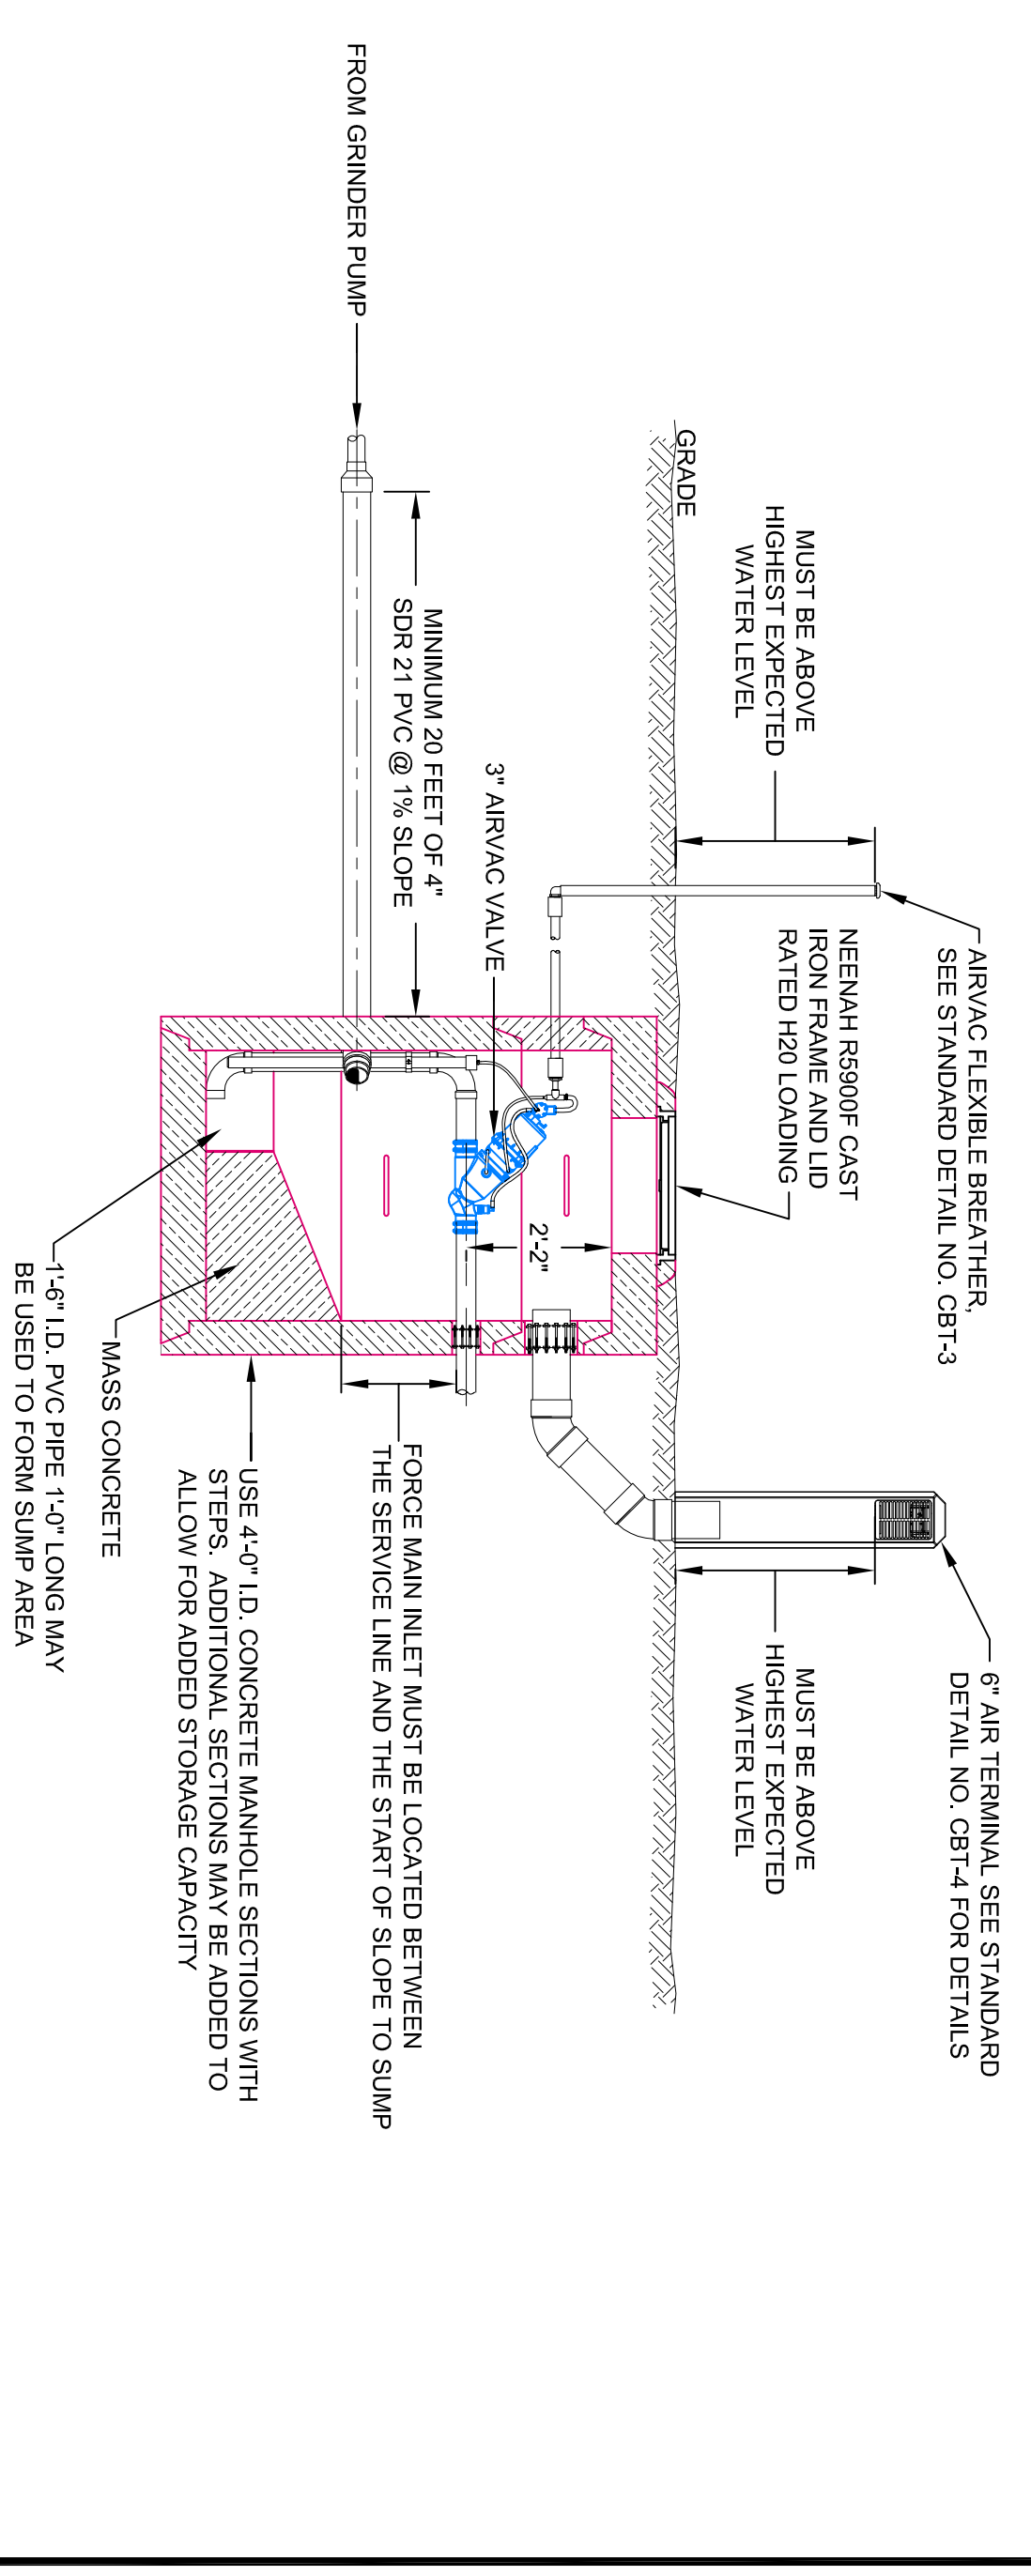 AIRVAC FLEXIBLE BREATHER,
SEE STANDARD DETAIL NO. CBT-3
6" AIR TERMINAL SEE STANDARD
DETAIL NO. CBT-4 FOR DETAILS
MUST BE ABOVE
HIGHEST EXPECTED
WATER LEVEL
NEENAH R5900F CAST
IRON FRAME AND LID
RATED H20 LOADING
MUST BE ABOVE
HIGHEST EXPECTED
WATER LEVEL
GRADE
2'-2"
3" AIRVAC VALVE
MINIMUM 20 FEET OF 4"
SDR 21 PVC @ 1% SLOPE
FROM GRINDER PUMP
FORCE MAIN INLET MUST BE LOCATED BETWEEN
THE SERVICE LINE AND THE START OF SLOPE TO SUMP
USE 4'-0" I.D. CONCRETE MANHOLE SECTIONS WITH
STEPS. ADDITIONAL SECTIONS MAY BE ADDED TO
ALLOW FOR ADDED STORAGE CAPACITY
MASS CONCRETE
1'-6" I.D. PVC PIPE 1'-0" LONG MAY
BE USED TO FORM SUMP AREA